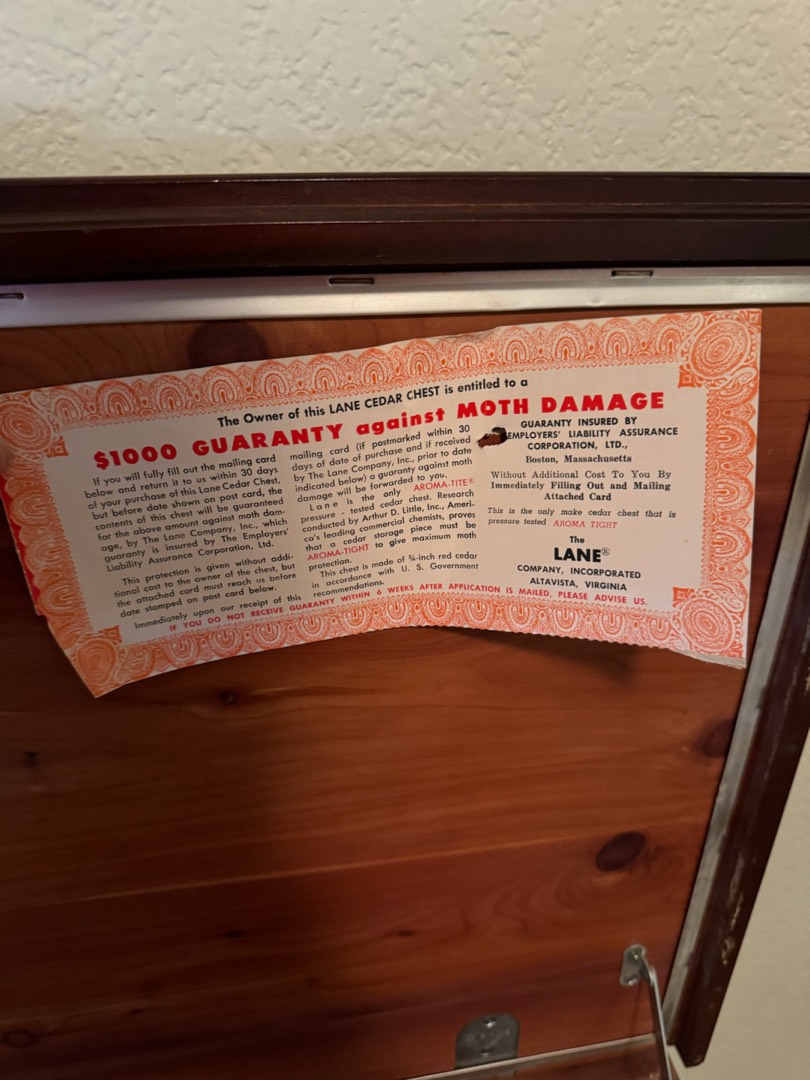 The Owner of this LANE CEDAR CHEST is entitled to a
$1000 GUARANTY against MOTH DAMAGE
If you will fully fill out the mailing card
below and return it to us within 30 days
of your purchase of this Lane Cedar Chest,
but before date shown on post card, the
contents of this chest will be guaranteed
for the above amount against moth dam-
age, by The Lane Company, Inc., which
guaranty is insured by The Employers'
Liability Assurance Corporation, Ltd.
This protection is given without addi-
tional cost to the owner of the chest, but
the attached card must reach us before
date stamped on post card below.
Immediately upon our receipt of this
mailing card (if postmarked within 30
days of date of purchase and if received
by The Lane Company, Inc., prior to date
indicated below) a guaranty against moth
damage will be forwarded to you.
Lane is the only AROMA-TITE®
pressure - tested cedar chest. Research
conducted by Arthur D. Little, Inc., Ameri-
ca's leading commercial chemists, proves
that a cedar storage piece must be
AROMA-TIGHT to give maximum moth
protection.
This chest is made of ¾-inch red cedar
in accordance with U. S. Government
recommendations.
GUARANTY INSURED BY
EMPLOYERS' LIABILITY ASSURANCE
CORPORATION, LTD.,
Boston, Massachusetts
Without Additional Cost To You By
Immediately Filling Out and Mailing
Attached Card
This is the only make cedar chest that is
pressure tested AROMA TIGHT
The
LANE®
COMPANY, INCORPORATED
ALTAVISTA, VIRGINIA
IF YOU DO NOT RECEIVE GUARANTY WITHIN 6 WEEKS AFTER APPLICATION IS MAILED, PLEASE ADVISE US.